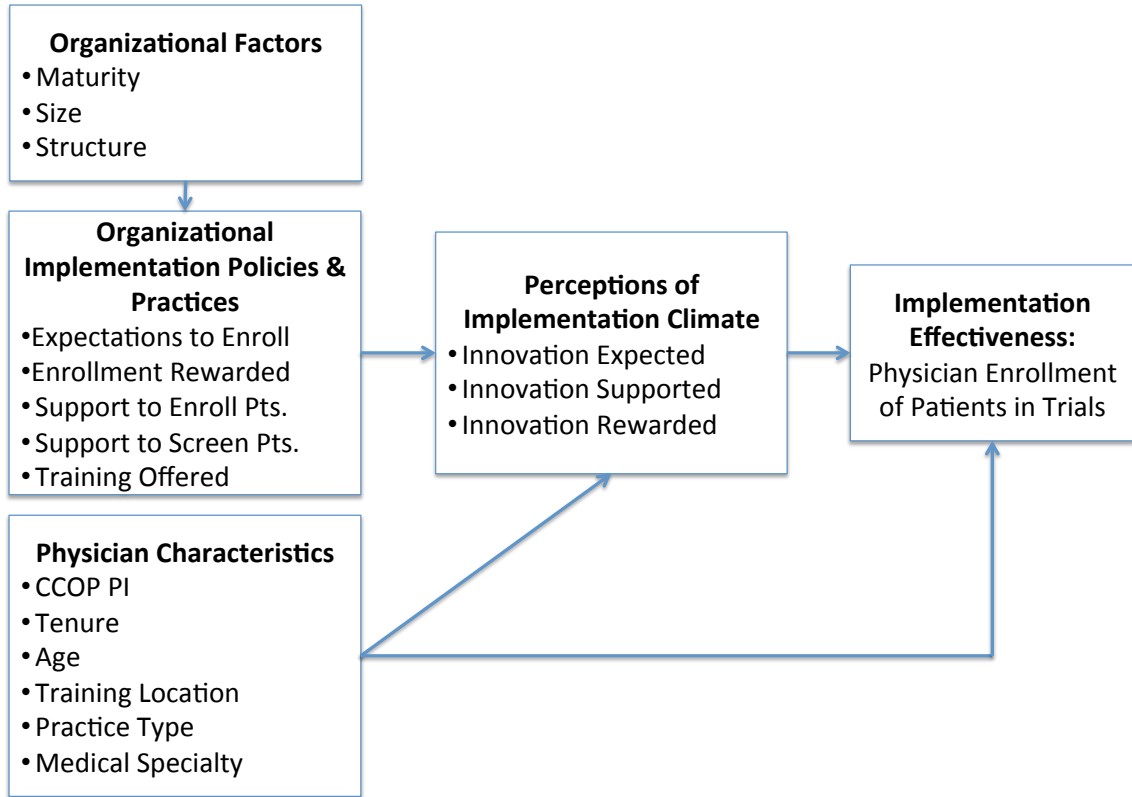 Organizational Factors
• Maturity
• Size
• Structure
Organizational
Implementation Policies &
Practices
•Expectations to Enroll
•Enrollment Rewarded
• Support to Enroll Pts.
• Support to Screen Pts.
• Training Offered
Perceptions of
Implementation Climate
• Innovation Expected
• Innovation Supported
• Innovation Rewarded
Implementation
Effectiveness:
Physician Enrollment
of Patients in Trials
Physician Characteristics
• CCOP PI
• Tenure
• Age
• Training Location
• Practice Type
• Medical Specialty